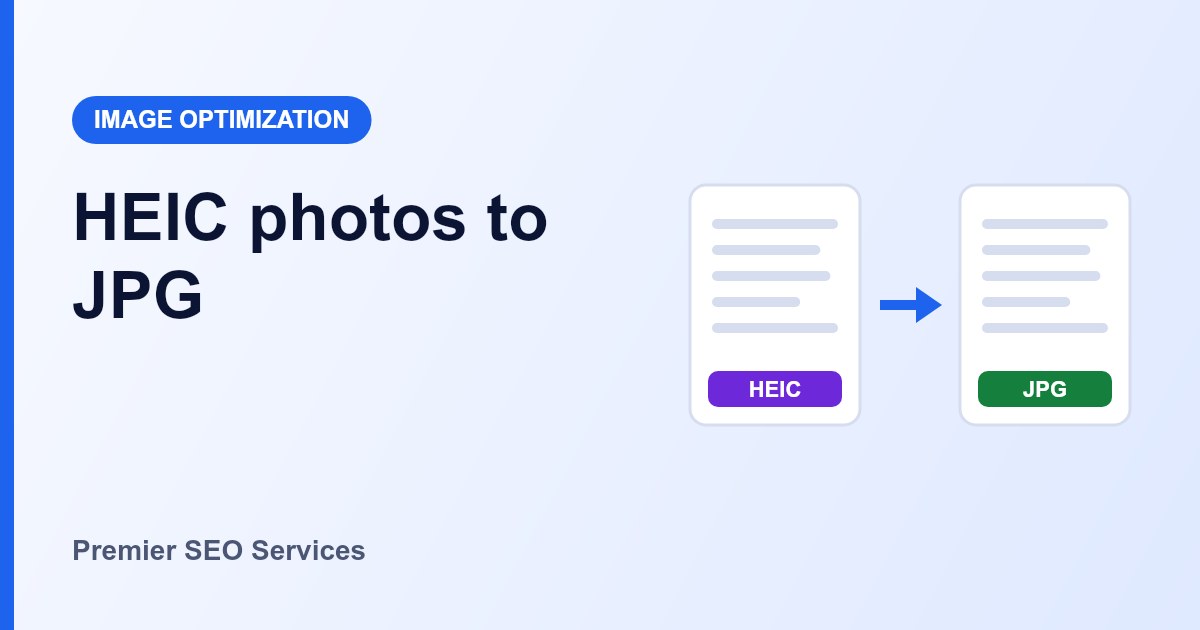 IMAGE OPTIMIZATION
HEIC photos to
JPG
HEIC
JPG
Premier SEO Services